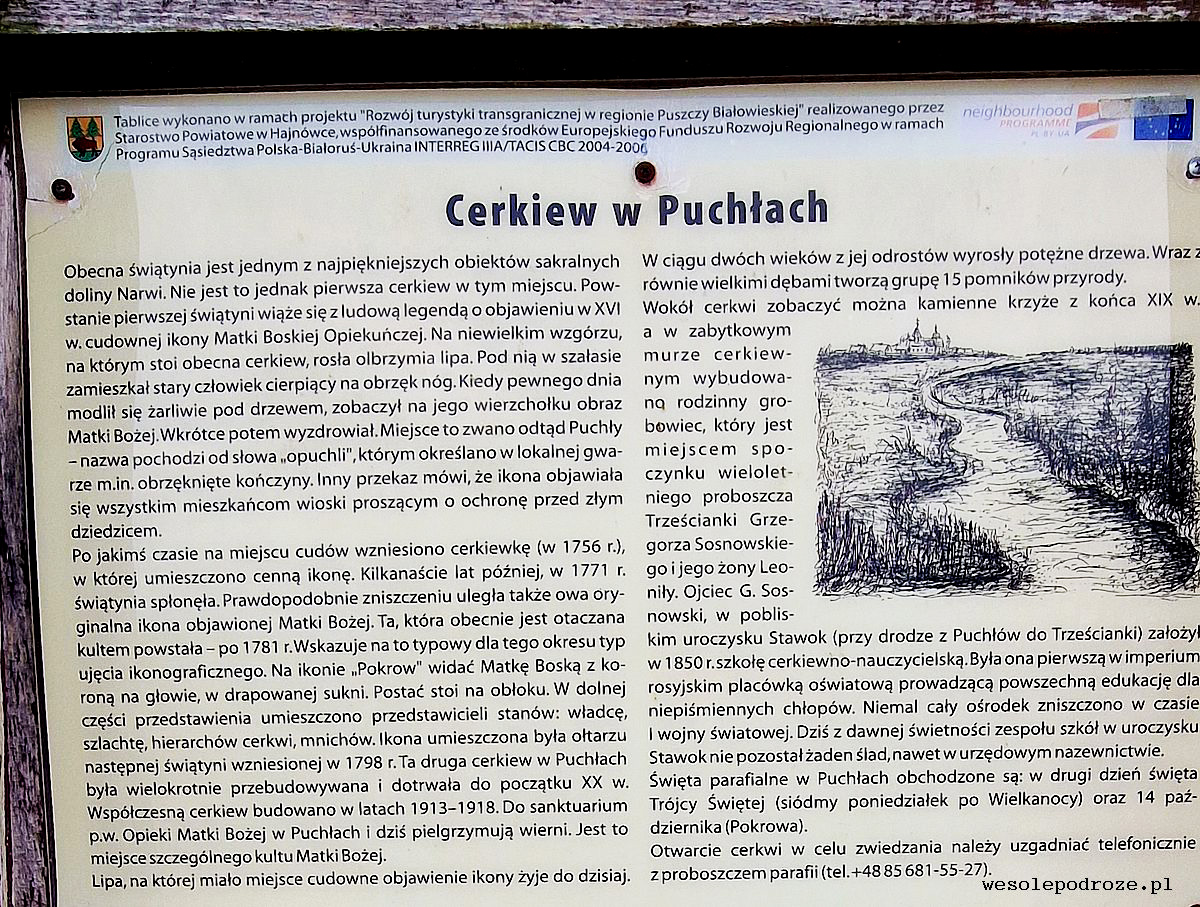 Tablice wykonano w ramach projektu "Rozwój turystyki transgranicznej w regionie Puszczy Białowieskiej" realizowanego przez
Starostwo Powiatowe w Hajnówce, współfinansowanego ze środków Europejskiego Funduszu Rozwoju Regionalnego w ramach
Programu Sąsiedztwa Polska-Białoruś-Ukraina INTERREG IIIA/TACIS CBC 2004-2006
neighbourhood
PROGRAMME
PL-BY-UA
Cerkiew w Puchłach
Obecna świątynia jest jednym z najpiękniejszych obiektów sakralnych
doliny Narwi. Nie jest to jednak pierwsza cerkiew w tym miejscu. Pow-
stanie pierwszej świątyni wiąże się z ludową legendą o objawieniu w XVI
w. cudownej ikony Matki Boskiej Opiekuńczej. Na niewielkim wzgórzu,
na którym stoi obecna cerkiew, rosła olbrzymia lipa. Pod nią w szałasie
zamieszkał stary człowiek cierpiący na obrzęk nóg. Kiedy pewnego dnia
modlił się żarliwie pod drzewem, zobaczył na jego wierzchołku obraz
Matki Bożej. Wkrótce potem wyzdrowiał. Miejsce to zwano odtąd Puchły
– nazwa pochodzi od słowa „opuchli", którym określano w lokalnej gwa-
rze m.in. obrzęknięte kończyny. Inny przekaz mówi, że ikona objawiała
się wszystkim mieszkańcom wioski proszącym o ochronę przed złym
dziedzicem.
Po jakimś czasie na miejscu cudów wzniesiono cerkiewkę (w 1756 r.),
w której umieszczono cenną ikonę. Kilkanaście lat później, w 1771 r.
świątynia spłonęła. Prawdopodobnie zniszczeniu uległa także owa ory-
ginalna ikona objawionej Matki Bożej. Ta, która obecnie jest otaczana
kultem powstała – po 1781 r. Wskazuje na to typowy dla tego okresu typ
ujęcia ikonograficznego. Na ikonie „Pokrow" widać Matkę Boską z ko-
roną na głowie, w drapowanej sukni. Postać stoi na obłoku. W dolnej
części przedstawienia umieszczono przedstawicieli stanów: władcę,
szlachtę, hierarchów cerkwi, mnichów. Ikona umieszczona była ołtarzu
następnej świątyni wzniesionej w 1798 r. Ta druga cerkiew w Puchłach
była wielokrotnie przebudowywana i dotrwała do początku XX w.
Współczesną cerkiew budowano w latach 1913–1918. Do sanktuarium
p.w. Opieki Matki Bożej w Puchłach i dziś pielgrzymują wierni. Jest to
miejsce szczególnego kultu Matki Bożej.
Lipa, na której miało miejsce cudowne objawienie ikony żyje do dzisiaj.
W ciągu dwóch wieków z jej odrostów wyrosły potężne drzewa. Wraz z
równie wielkimi dębami tworzą grupę 15 pomników przyrody.
Wokół cerkwi zobaczyć można kamienne krzyże z końca XIX w.
a w zabytkowym
murze cerkiew-
nym wybudowa-
no rodzinny gro-
bowiec, który jest
miejscem spo-
czynku wielolet-
niego proboszcza
Trześcianki Grze-
gorza Sosnowskie-
go i jego żony Leo-
niły. Ojciec G. Sos-
nowski, w poblis-
kim uroczysku Stawok (przy drodze z Puchłów do Trześcianki) założył
w 1850 r. szkołę cerkiewno-nauczycielską. Była ona pierwszą w imperium
rosyjskim placówką oświatową prowadzącą powszechną edukację dla
niepiśmiennych chłopów. Niemal cały ośrodek zniszczono w czasie
I wojny światowej. Dziś z dawnej świetności zespołu szkół w uroczysku
Stawok nie pozostał żaden ślad, nawet w urzędowym nazewnictwie.
Święta parafialne w Puchłach obchodzone są: w drugi dzień święta
Trójcy Świętej (siódmy poniedziałek po Wielkanocy) oraz 14 paź-
dziernika (Pokrowa).
Otwarcie cerkwi w celu zwiedzania należy uzgadniać telefonicznie
z proboszczem parafii (tel. +48 85 681-55-27).
wesolepodroze.pl